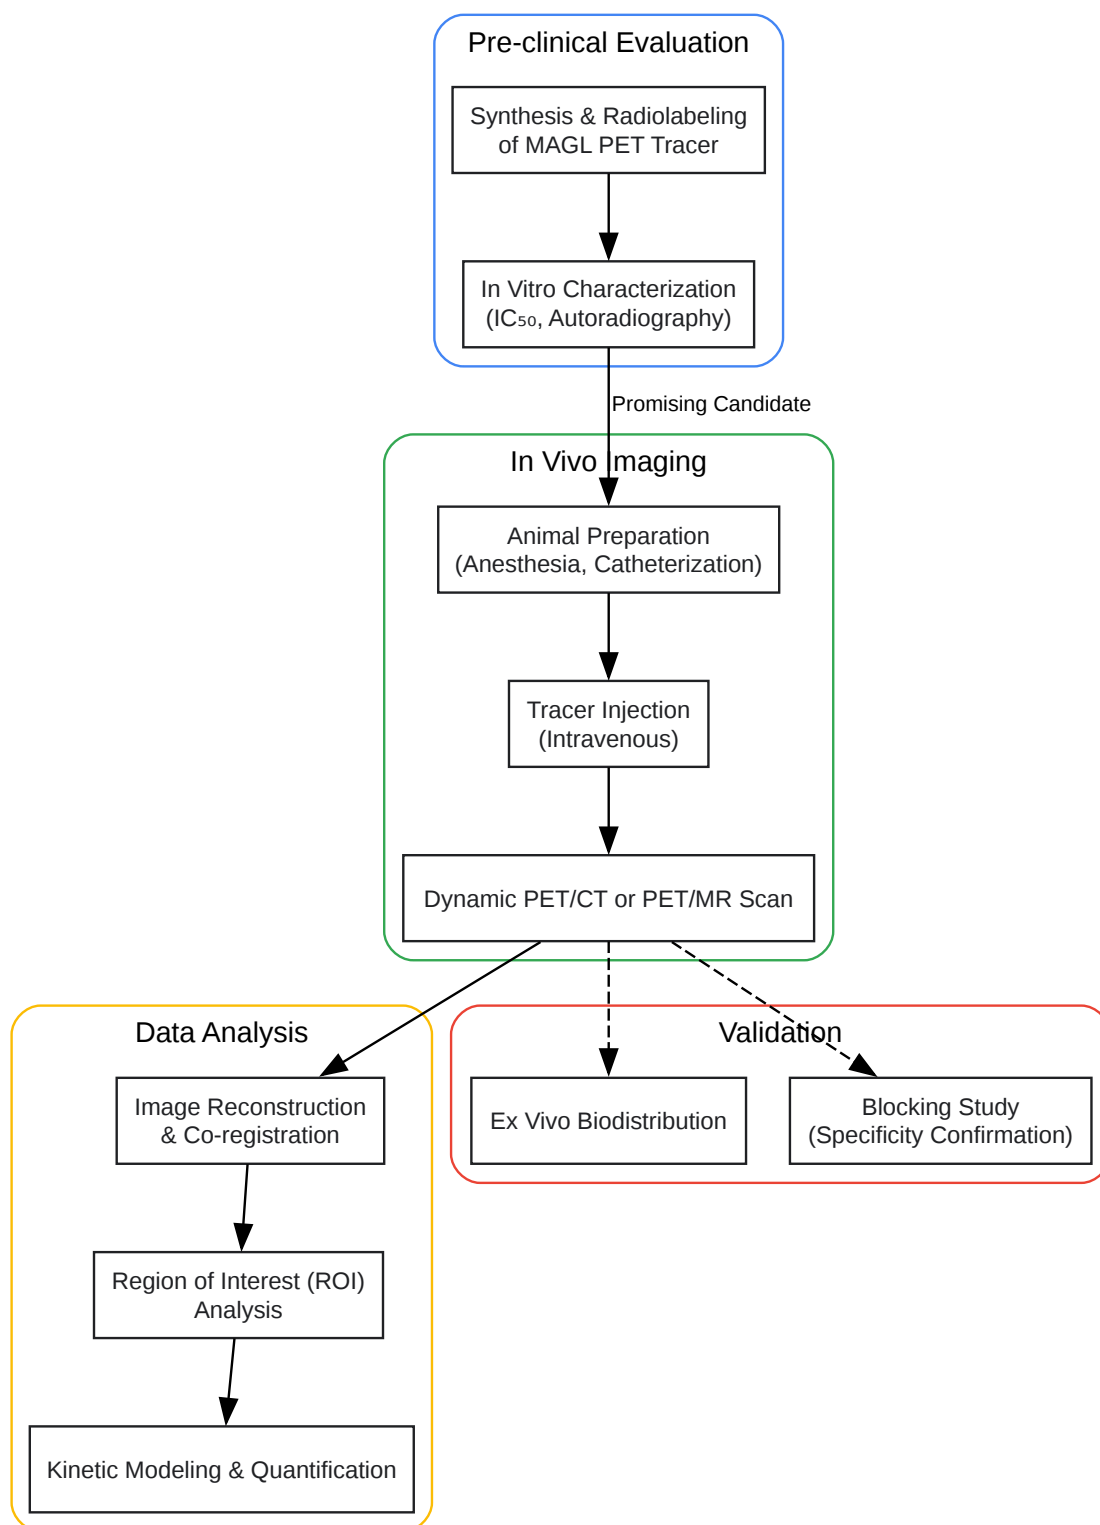 Pre-clinical Evaluation
Synthesis & Radiolabeling
of MAGL PET Tracer
In Vitro Characterization
(IC₅₀, Autoradiography)
Promising Candidate
In Vivo Imaging
Animal Preparation
(Anesthesia, Catheterization)
Tracer Injection
(Intravenous)
Dynamic PET/CT or PET/MR Scan
Data Analysis
Image Reconstruction
& Co-registration
Region of Interest (ROI)
Analysis
Kinetic Modeling & Quantification
Validation
Ex Vivo Biodistribution
Blocking Study
(Specificity Confirmation)